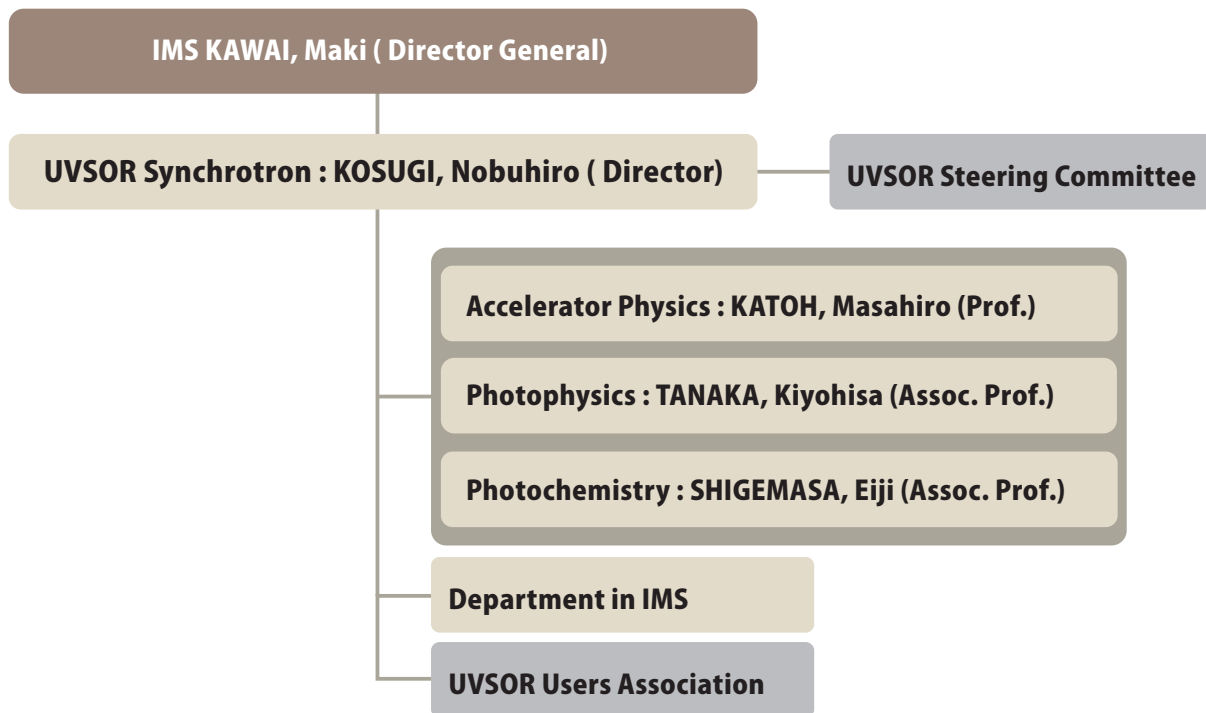 IMS KAWAI, Maki ( Director General)
UVSOR Synchrotron : KOSUGI, Nobuhiro ( Director)
UVSOR Steering Committee
Accelerator Physics : KATOH, Masahiro (Prof.)
Photophysics : TANAKA, Kiyohisa (Assoc. Prof.)
Photochemistry : SHIGEMASA, Eiji (Assoc. Prof.)
Department in IMS
UVSOR Users Association